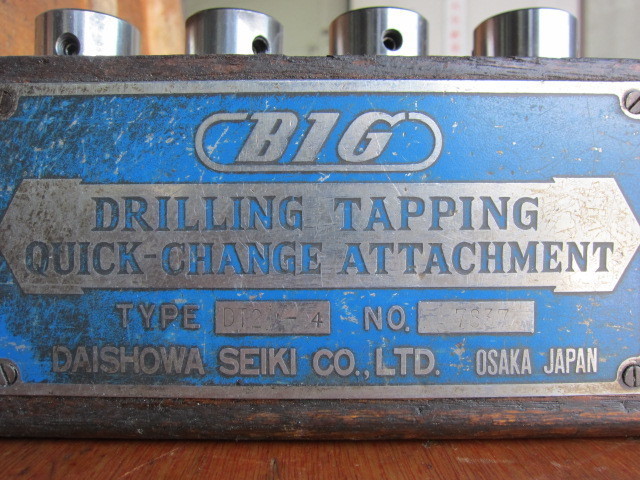 BIG
DRILLING TAPPING
QUICK-CHANGE ATTACHMENT
TYPE NO.
DAISHOWA SEIKI CO., LTD. OSAKA JAPAN